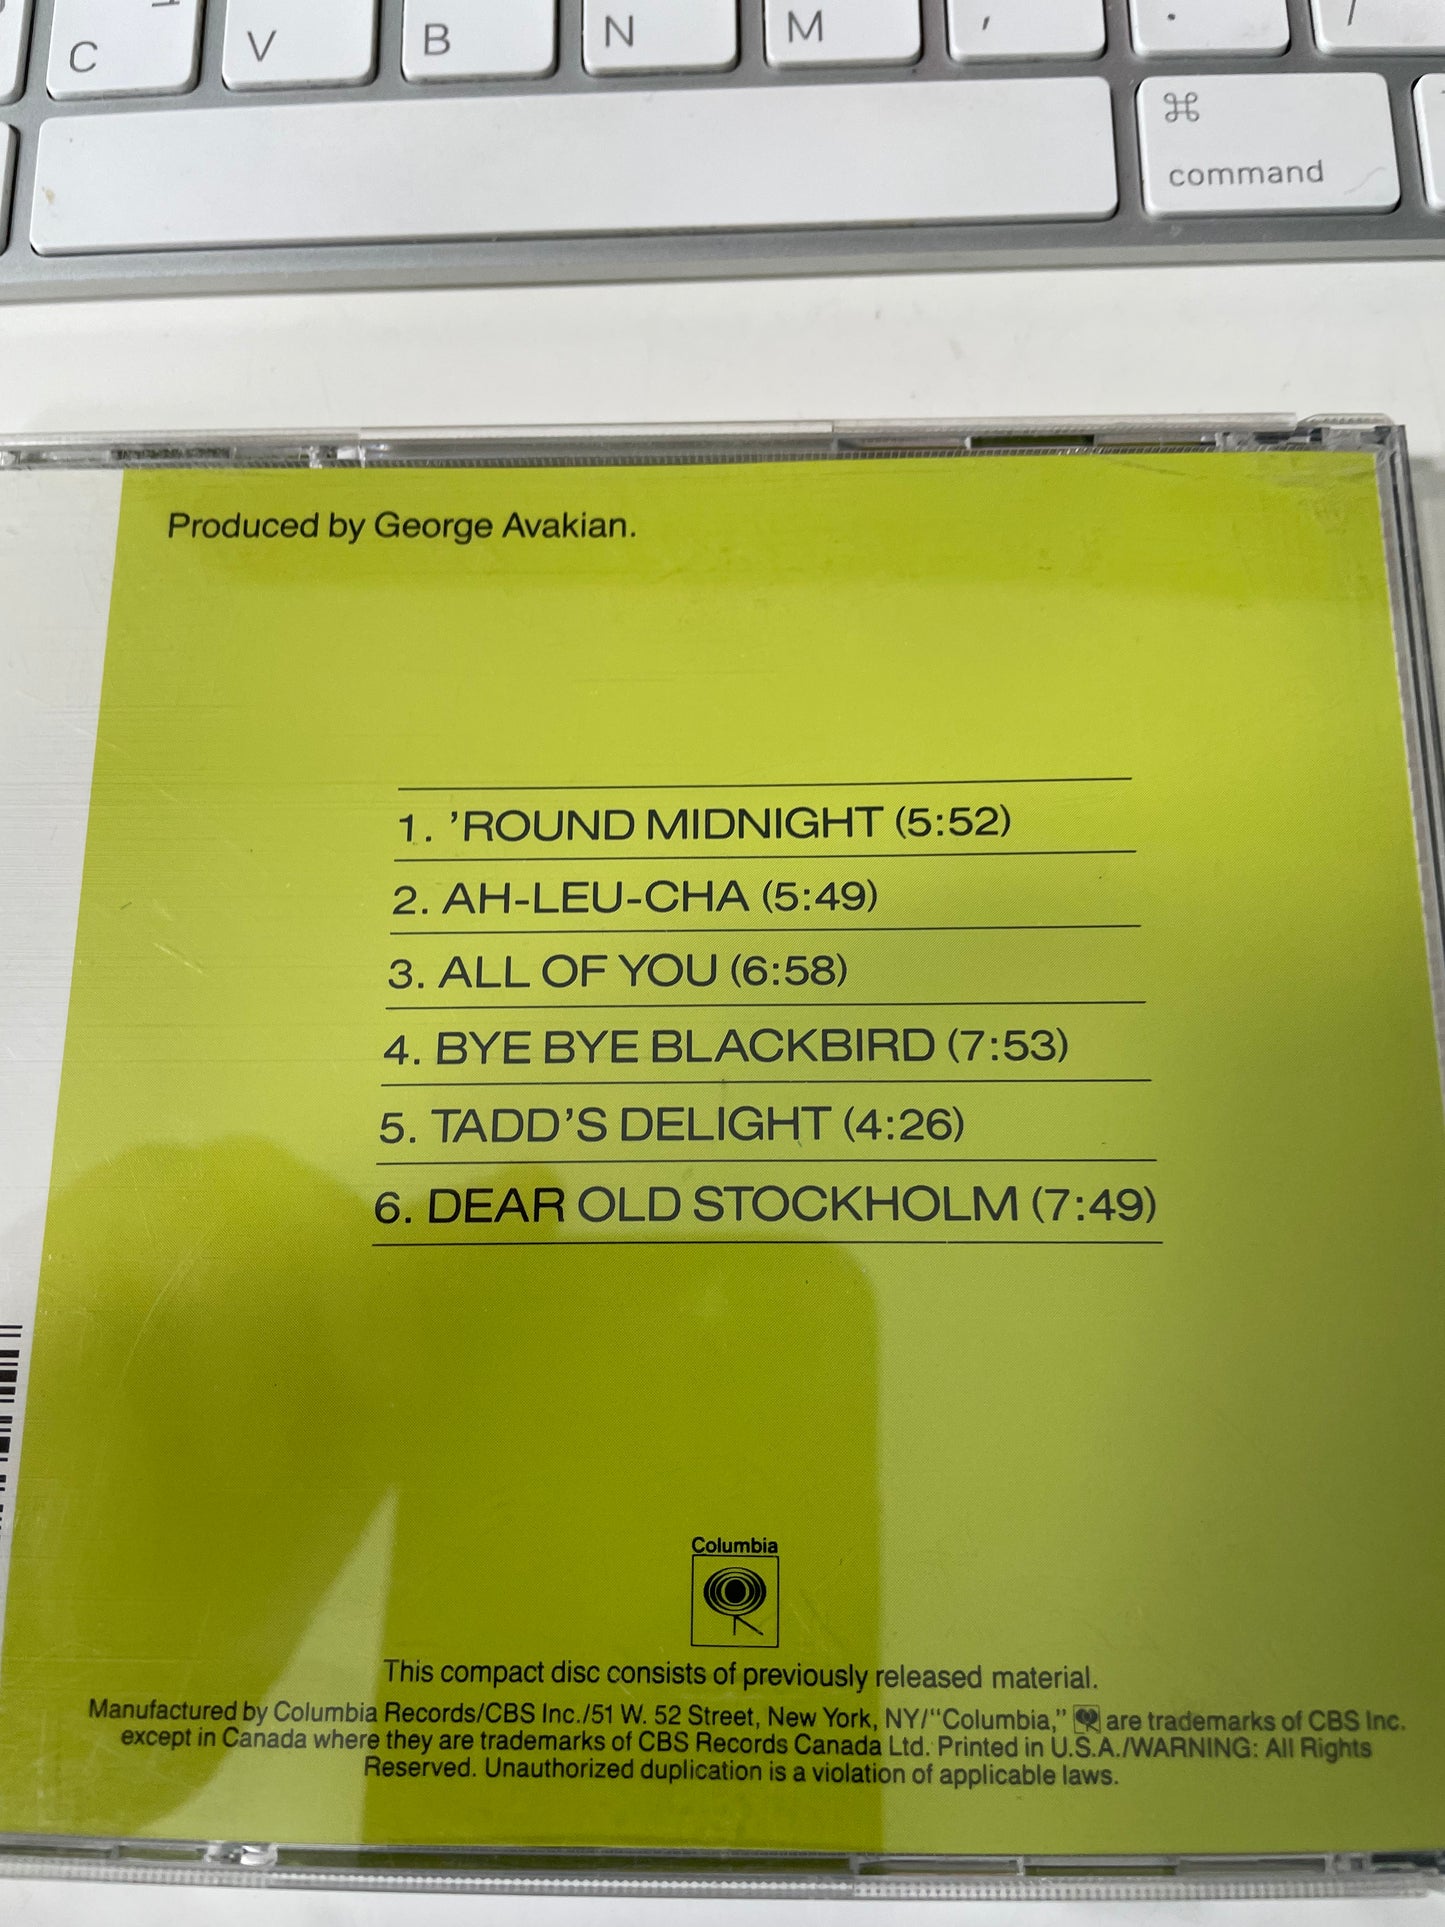 C V B N M , . /
⌘
command
Produced by George Avakian.
1. ’ROUND MIDNIGHT (5:52)
2. AH-LEU-CHA (5:49)
3. ALL OF YOU (6:58)
4. BYE BYE BLACKBIRD (7:53)
5. TADD’S DELIGHT (4:26)
6. DEAR OLD STOCKHOLM (7:49)
Columbia
This compact disc consists of previously released material.
Manufactured by Columbia Records/CBS Inc./51 W. 52 Street, New York, NY/“Columbia,” are trademarks of CBS Inc.
except in Canada where they are trademarks of CBS Records Canada Ltd. Printed in U.S.A./WARNING: All Rights
Reserved. Unauthorized duplication is a violation of applicable laws.